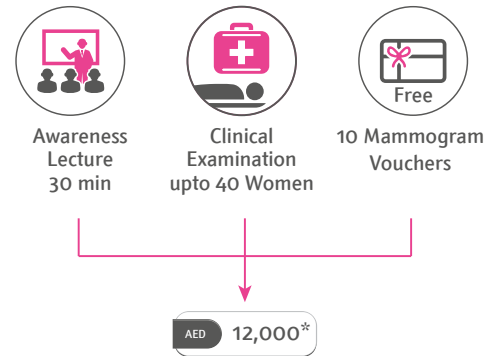 Free
Awareness
Lecture
30 min
Clinical
Examination
upto 40 Women
10 Mammogram
Vouchers
AED 12,000*